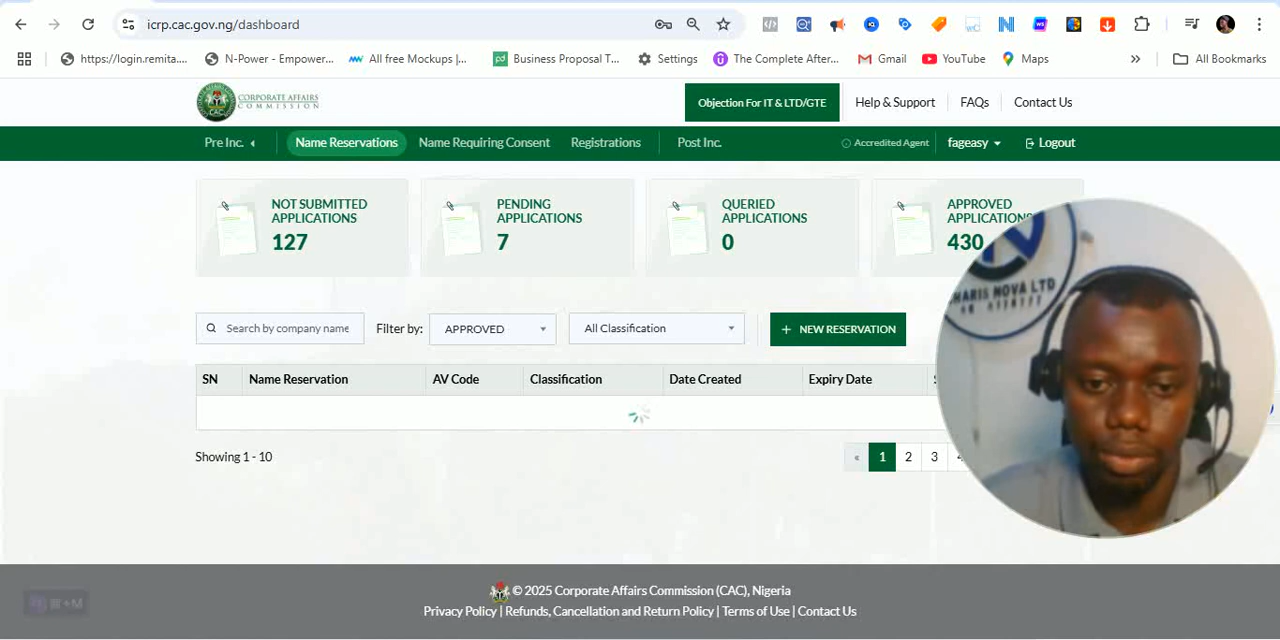 icrp.cac.gov.ng/dashboard
https://login.remita.... N-Power - Empower... All free Mockups |... Business Proposal T... Settings The Complete After... Gmail YouTube Maps » All Bookmarks
CORPORATE AFFAIRS
COMMISSION
Objection For IT & LTD/GTE Help & Support FAQs Contact Us
Pre Inc. Name Reservations Name Requiring Consent Registrations Post Inc. Accredited Agent fageasy Logout
NOT SUBMITTED
APPLICATIONS
127
PENDING
APPLICATIONS
7
QUERIED
APPLICATIONS
0
APPROVED
APPLICATIONS
430
HARIS NOVA LTD
Search by company name Filter by: APPROVED All Classification + NEW RESERVATION
SN Name Reservation AV Code Classification Date Created Expiry Date
Showing 1 - 10
« 1 2 3
© 2025 Corporate Affairs Commission (CAC), Nigeria
Privacy Policy | Refunds, Cancellation and Return Policy | Terms of Use | Contact Us